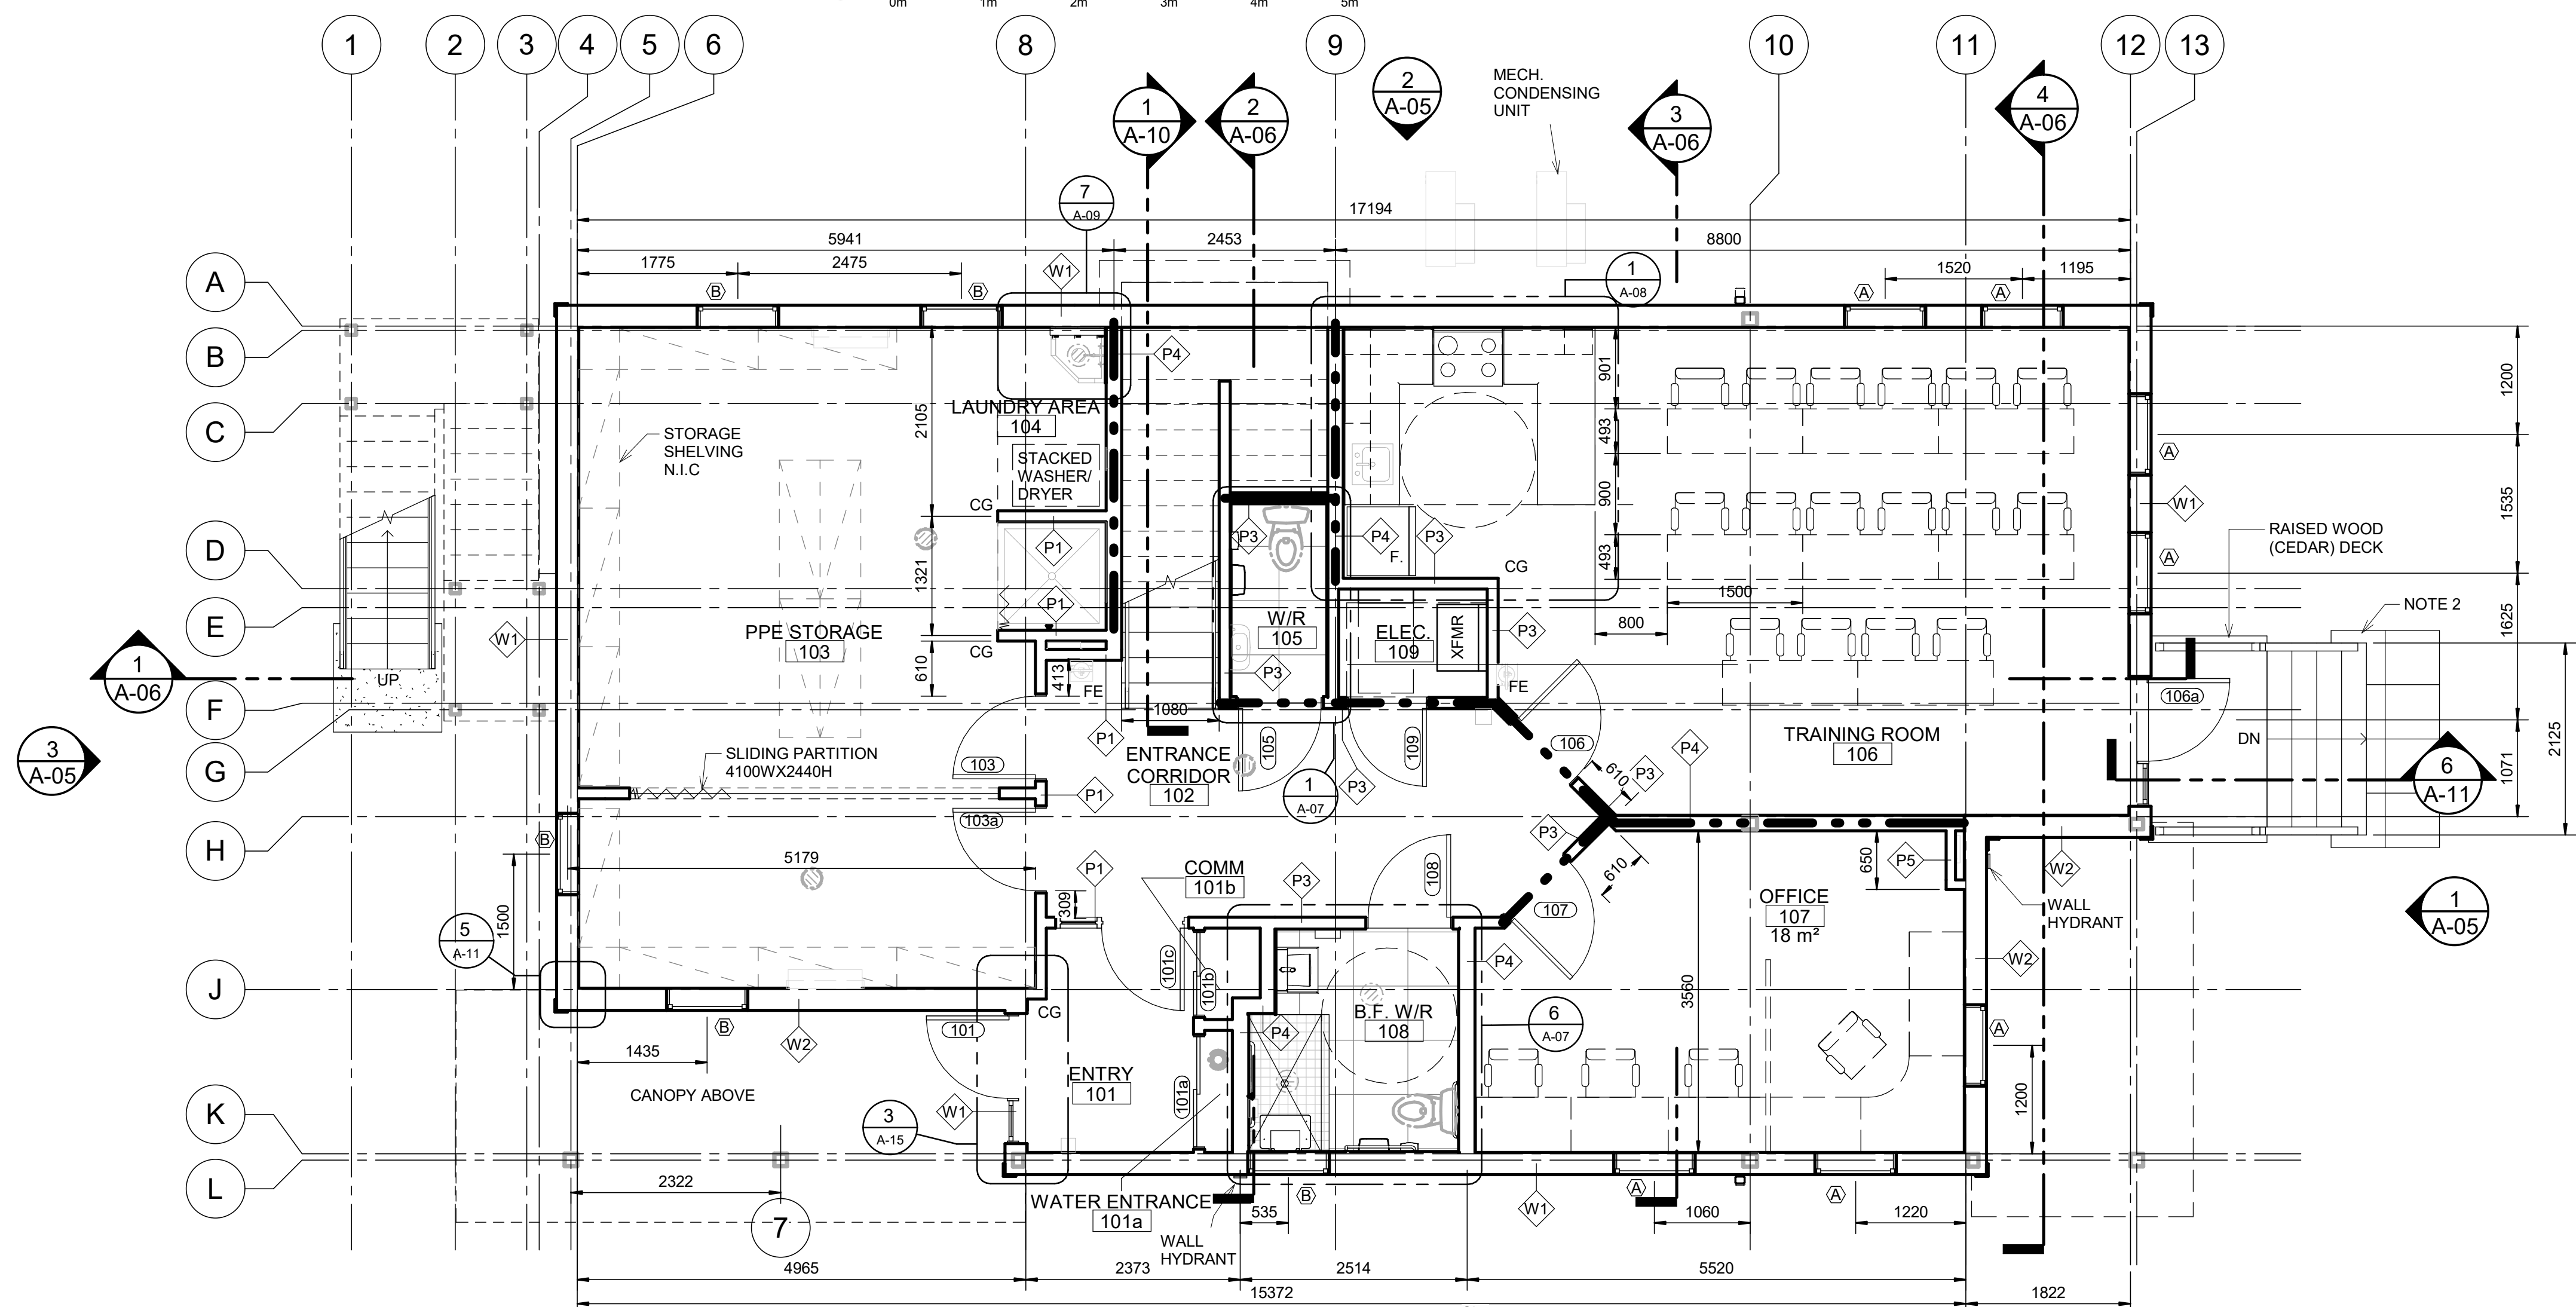 0m 1m 2m 3m 4m 5m
1 2 3 4 5 6 8 9 10 11 12 13
2
A-05
MECH.
CONDENSING
UNIT
1
A-10
2
A-06
3
A-06
4
A-06
7
A-09
17194
5941 2453 8800
1775 2475 W1 1520 1195
1
A-08
A
B B A A
B
P4
901
1200
C
LAUNDRY AREA
104
2105
STORAGE
SHELVING
N.I.C
STACKED
WASHER/
DRYER
493
A
CG
900
W1
1535
RAISED WOOD
(CEDAR) DECK
D
P1 P3 P4 P3
F.
CG
493
A
1321
1500
NOTE 2
E
P1
W1
PPE STORAGE
103
W/R
105
ELEC.
109
XFMR
P3
800
1625
CG
1
A-06
UP
610
413
FE
P3
FE
106a
F
1080
G
3
A-05
SLIDING PARTITION
4100WX2440H
P1
ENTRANCE
CORRIDOR
102
105
109
106
P4
TRAINING ROOM
106
DN
2125
103
610
P3
1071
6
A-11
P1
1
A-07
P3
H
103a
B
P3
5179
COMM
101b
P1
P3
108
610
650
P5
W2
1500
309
107
OFFICE
107
18 m²
WALL
HYDRANT
1
A-05
5
A-11
101c
101b
P4
W2
J
3560
CG
B.F. W/R
108
6
A-07
101
B
W2
P4
A
1435
ENTRY
101
101a
1200
CANOPY ABOVE
K
3
A-15
W1
L
2322
WATER ENTRANCE
101a
B
W1
A
A
535
1060
1220
7
WALL
HYDRANT
4965 2373 2514 5520
15372 1822